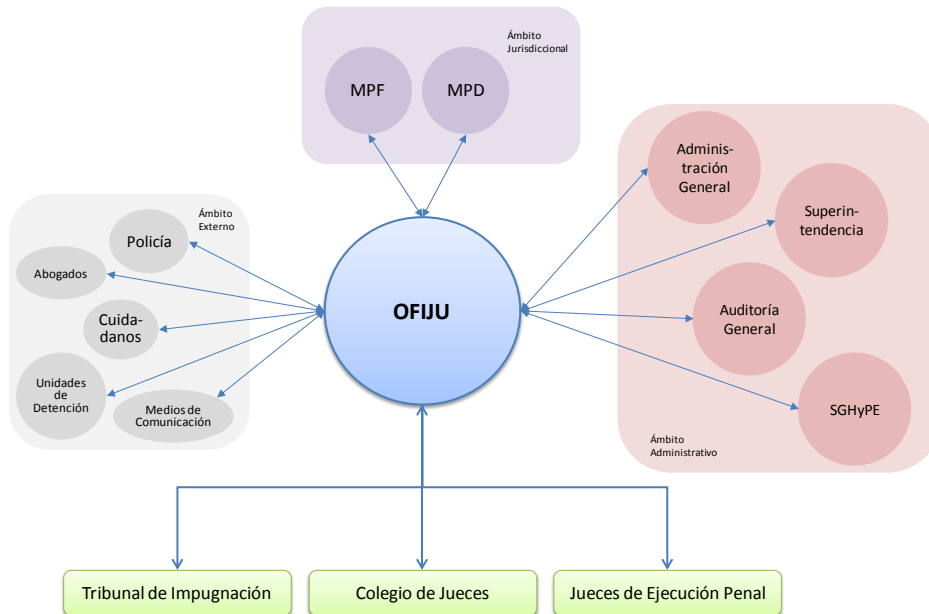 Ámbito
Jurisdiccional
MPF
MPD
Adminis-
tración
General
Superin-
tendencia
Auditoría
General
SGHyPE
Ámbito
Administrativo
Ámbito
Externo
Policía
Abogados
Cuida-
danos
Unidades
de
Detención
Medios de
Comunicación
OFIJU
Tribunal de Impugnación
Colegio de Jueces
Jueces de Ejecución Penal